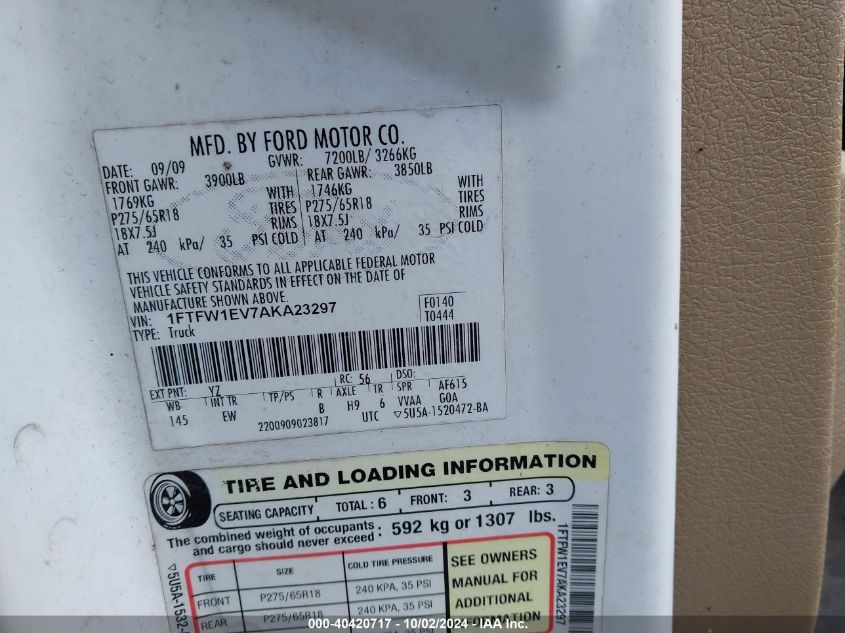 MFD. BY FORD MOTOR CO.
DATE: 09/09 GVWR: 7200LB/ 3266KG
FRONT GAWR: 3900LB REAR GAWR: 3850LB
1769KG WITH 1746KG WITH
P275/65R18 TIRES P275/65R18 TIRES
18X7.5J RIMS 18X7.5J RIMS
AT 240 kPa/ 35 PSI COLD AT 240 kPa/ 35 PSI COLD
THIS VEHICLE CONFORMS TO ALL APPLICABLE FEDERAL MOTOR
VEHICLE SAFETY STANDARDS IN EFFECT ON THE DATE OF
MANUFACTURE SHOWN ABOVE.
VIN: 1FTFW1EV7AKA23297 F0140
TYPE: Truck T0444
EXT PNT: YZ RC: 56 DSO:
WB INT TR TP/PS R AXLE TR SPR AF615
145 EW B H9 6 VVAA GOA
2200909023817 UTC ▽5U5A-1520472-BA
TIRE AND LOADING INFORMATION
SEATING CAPACITY TOTAL: 6 FRONT: 3 REAR: 3
The combined weight of occupants and cargo should never exceed: 592 kg or 1307 lbs.
TIRE SIZE COLD TIRE PRESSURE
FRONT P275/65R18 240 KPA, 35 PSI
REAR P275/65R18 240 KPA, 35 PSI
35 PSI
SEE OWNERS
MANUAL FOR
ADDITIONAL
INFORMATION
▽5U5A-1532-
1FTFW1EV7AKA23297
000-40420717 - 10/02/2024 - IAA, Inc.